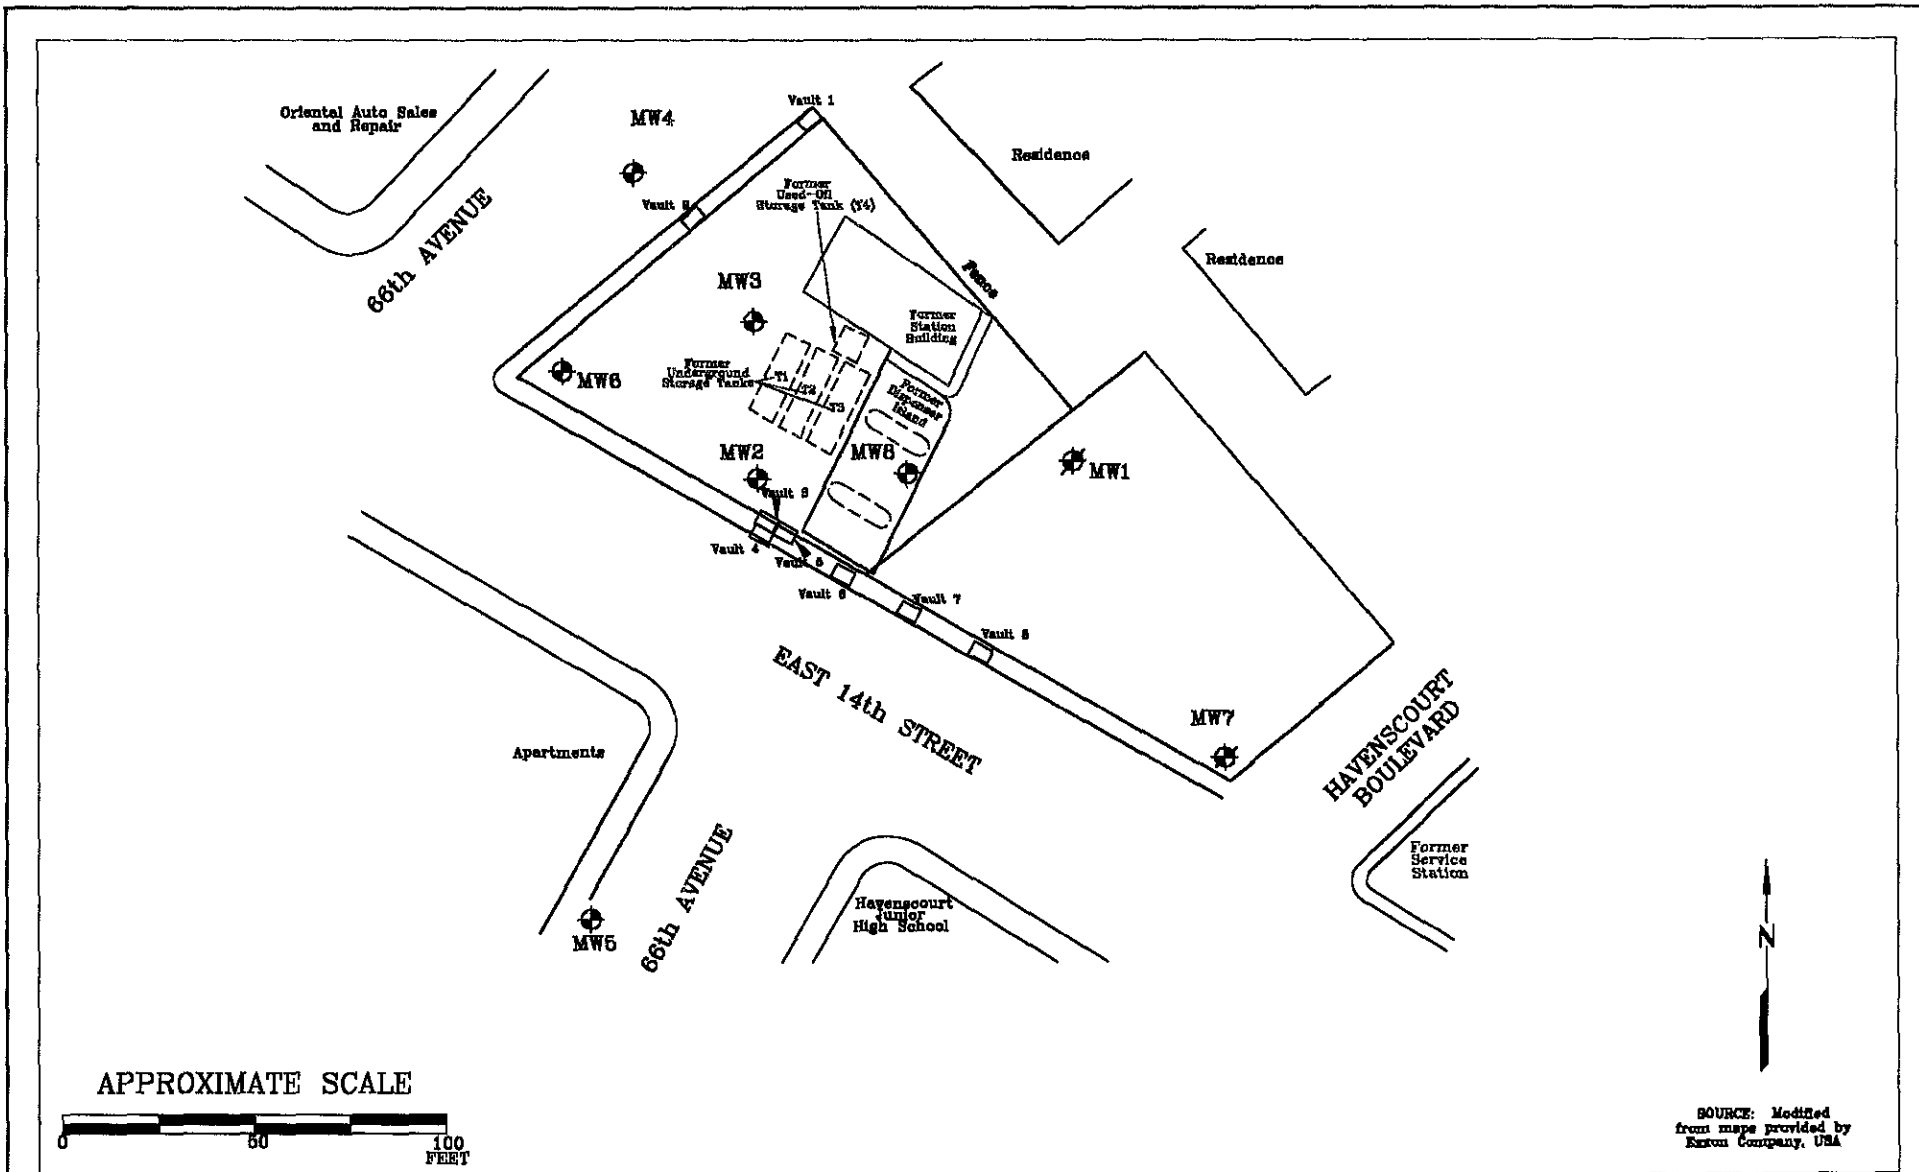 Oriental Auto Sales
and Repair
MW4
Vault 1
Residence
66th AVENUE
Vault 2
Former
Used-Oil
Storage Tank (T4)
Residence
MW3
Fence
Former
Station
Building
MW6
Former
Underground
Storage Tanks
T1
T2
T3
Former
Dispenser
Island
MW2
MW8
MW1
Vault 3
Vault 4
Vault 5
Vault 6
Vault 7
Vault 8
EAST 14th STREET
MW7
HAVENSCOURT
BOULEVARD
Apartments
66th AVENUE
MW5
Havenscourt
Junior
High School
Former
Service
Station
N
APPROXIMATE SCALE
0
50
100
FEET
SOURCE: Modified
from maps provided by
Exxon Company, USA